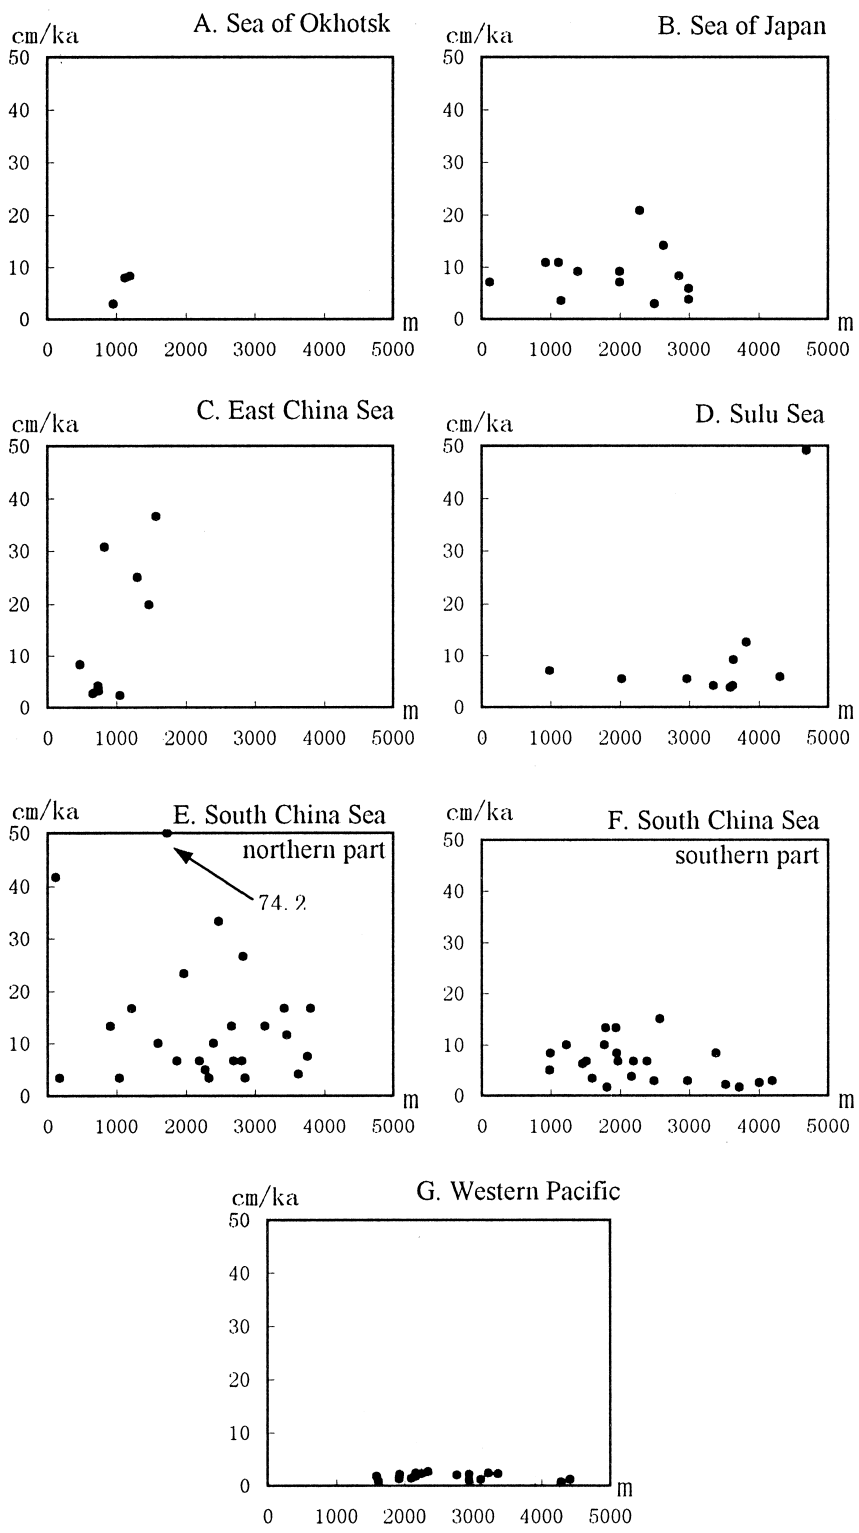 A. Sea of Okhotsk
cm/ka
50
40
30
20
10
0
m
0 1000 2000 3000 4000 5000
B. Sea of Japan
cm/ka
50
40
30
20
10
0
m
0 1000 2000 3000 4000 5000
C. East China Sea
cm/ka
50
40
30
20
10
0
m
0 1000 2000 3000 4000 5000
D. Sulu Sea
cm/ka
50
40
30
20
10
0
m
0 1000 2000 3000 4000 5000
E. South China Sea
northern part
cm/ka
50
40
30
20
10
0
74.2
m
0 1000 2000 3000 4000 5000
F. South China Sea
southern part
cm/ka
50
40
30
20
10
0
m
0 1000 2000 3000 4000 5000
G. Western Pacific
cm/ka
50
40
30
20
10
0
m
0 1000 2000 3000 4000 5000